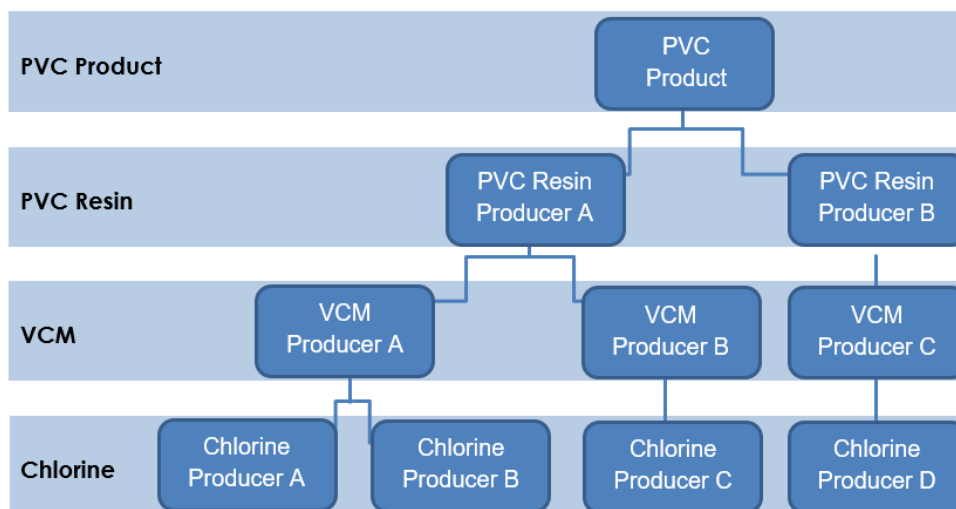 PVC Product
PVC
Product
PVC Resin
PVC Resin
Producer A
PVC Resin
Producer B
VCM
VCM
Producer A
VCM
Producer B
VCM
Producer C
Chlorine
Chlorine
Producer A
Chlorine
Producer B
Chlorine
Producer C
Chlorine
Producer D